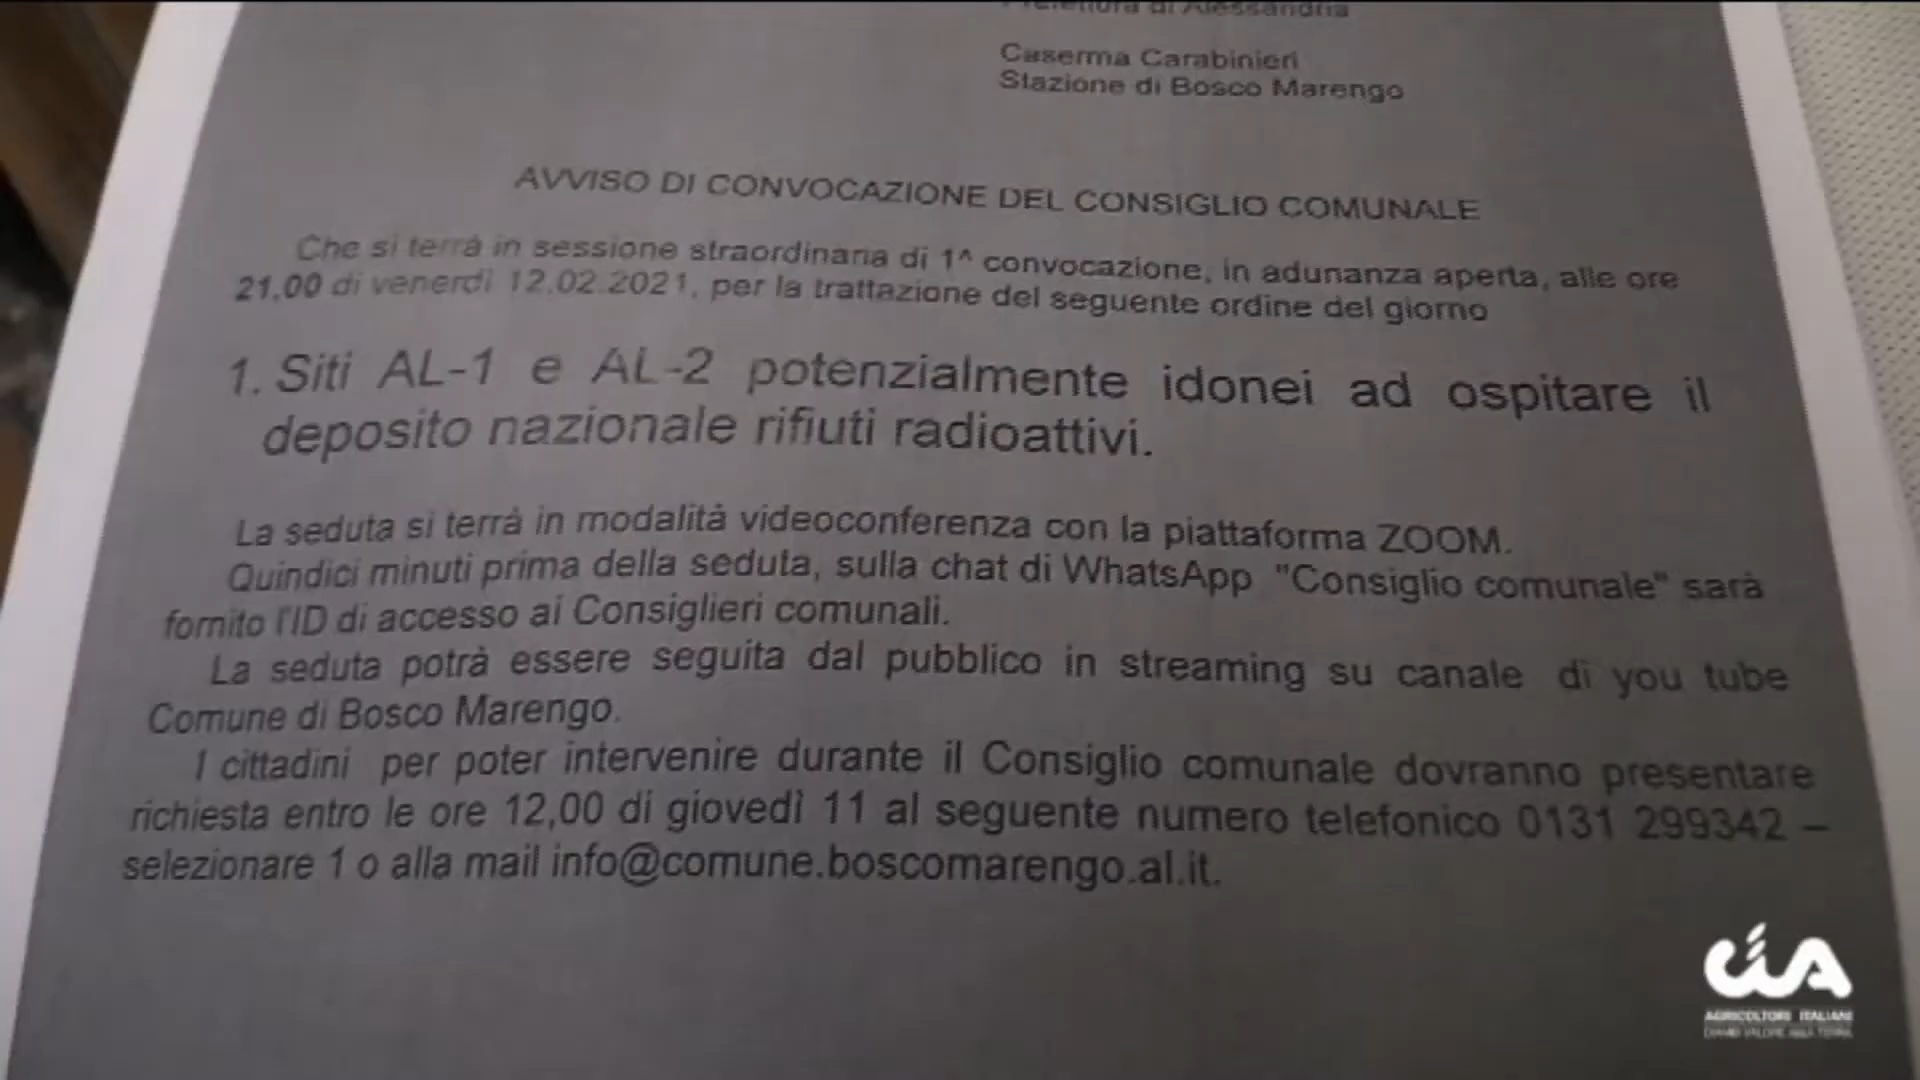 Prefettura di Alessandria
Caserma Carabinieri
Stazione di Bosco Marengo
AVVISO DI CONVOCAZIONE DEL CONSIGLIO COMUNALE
Che si terrà in sessione straordinaria di 1^ convocazione, in adunanza aperta, alle ore
21,00 di venerdì 12.02.2021, per la trattazione del seguente ordine del giorno
1. Siti AL-1 e AL-2 potenzialmente idonei ad ospitare il
deposito nazionale rifiuti radioattivi.
La seduta si terrà in modalità videoconferenza con la piattaforma ZOOM.
Quindici minuti prima della seduta, sulla chat di WhatsApp "Consiglio comunale" sarà
fornito l'ID di accesso ai Consiglieri comunali.
La seduta potrà essere seguita dal pubblico in streaming su canale di you tube
Comune di Bosco Marengo.
I cittadini per poter intervenire durante il Consiglio comunale dovranno presentare
richiesta entro le ore 12,00 di giovedì 11 al seguente numero telefonico 0131 299342 –
selezionare 1 o alla mail info@comune.boscomarengo.al.it.
CIA
AGRICOLTORI ITALIANI